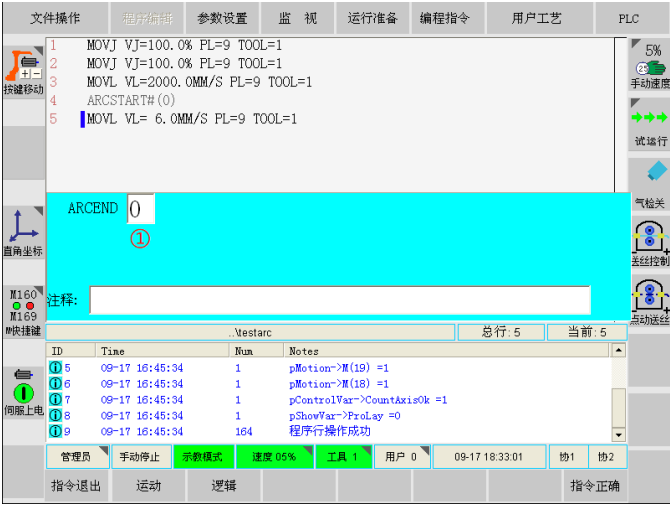 文件操作 程序编辑 参数设置 监 视 运行准备 编程指令 用户工艺 PLC
1 MOVJ VJ=100.0% PL=9 TOOL=1
2 MOVJ VJ=100.0% PL=9 TOOL=1
3 MOVL VL=2000.0MM/S PL=9 TOOL=1
4 ARCSTART#(0)
5 MOVL VL= 6.0MM/S PL=9 TOOL=1
按键移动
直角坐标
M160
M169
M快捷键
伺服上电
ARCEND 0
①
注释:
..\testarc 总行:5 当前:5
ID Time Num Notes
5 09-17 16:45:34 1 pMotion->M(19) =1
6 09-17 16:45:34 1 pMotion->M(18) =1
7 09-17 16:45:34 1 pControlVar->CountAxisOk =1
8 09-17 16:45:34 1 pShowVar->ProLay =0
9 09-17 16:45:34 164 程序行操作成功
5%
25
手动速度
试运行
气检关
送丝控制
点动送丝
管理员 手动停止 示教模式 速度 05% 工具 1 用户 0 09-17 18:33:01 协1 协2
指令退出 运动 逻辑 指令正确